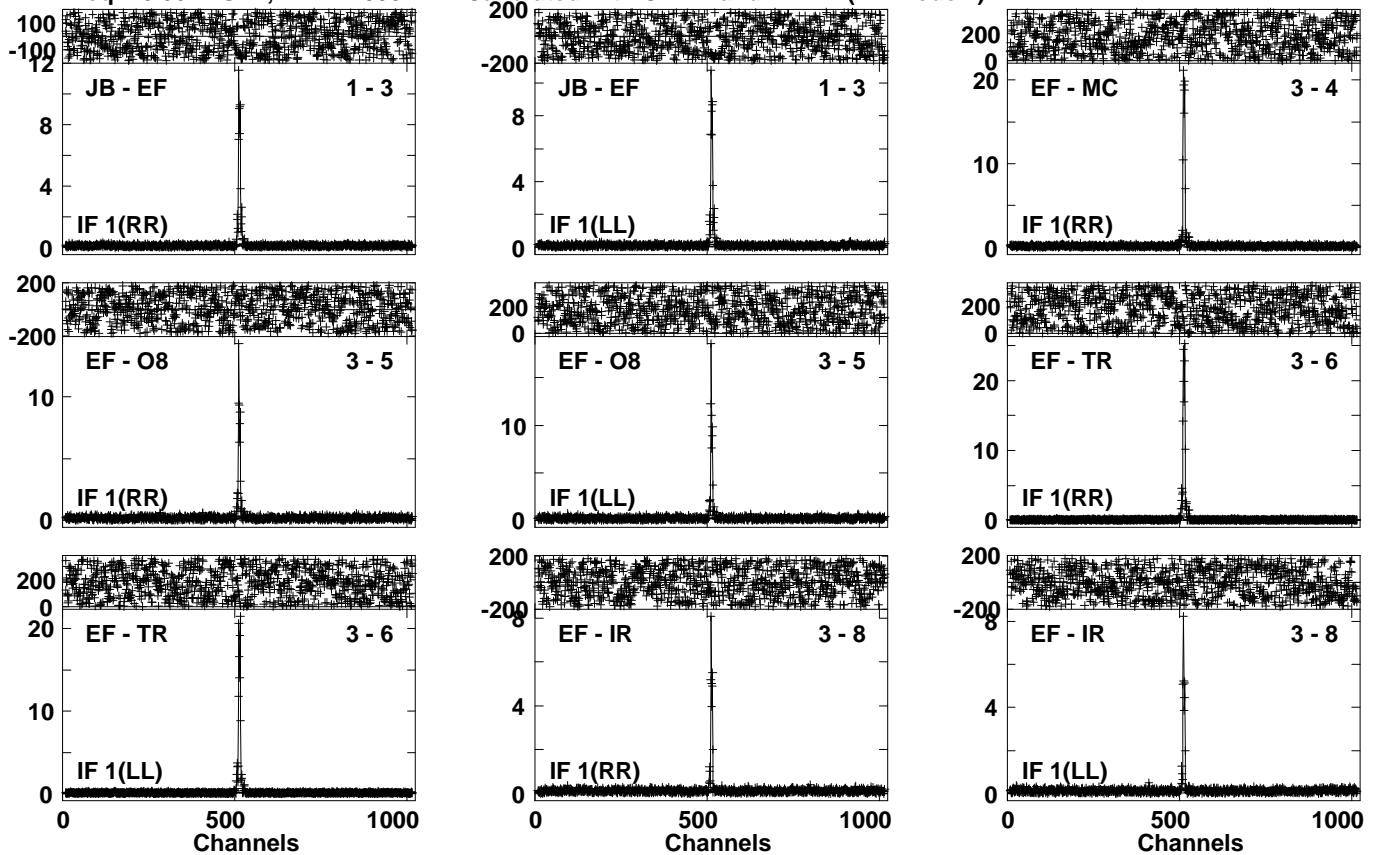 200
100
-100
-200
200
0
12
8
4
0
JB - EF
1 - 3
IF 1(RR)
8
4
0
JB - EF
1 - 3
IF 1(LL)
20
10
0
EF - MC
3 - 4
IF 1(RR)
200
-200
10
0
EF - O8
3 - 5
IF 1(RR)
200
0
10
0
EF - O8
3 - 5
IF 1(LL)
200
0
20
10
0
EF - TR
3 - 6
IF 1(RR)
200
0
20
10
0
EF - TR
3 - 6
IF 1(LL)
200
-200
8
4
0
EF - IR
3 - 8
IF 1(RR)
200
-200
8
4
0
EF - IR
3 - 8
IF 1(LL)
0 500 1000
Channels
0 500 1000
Channels
0 500 1000
Channels